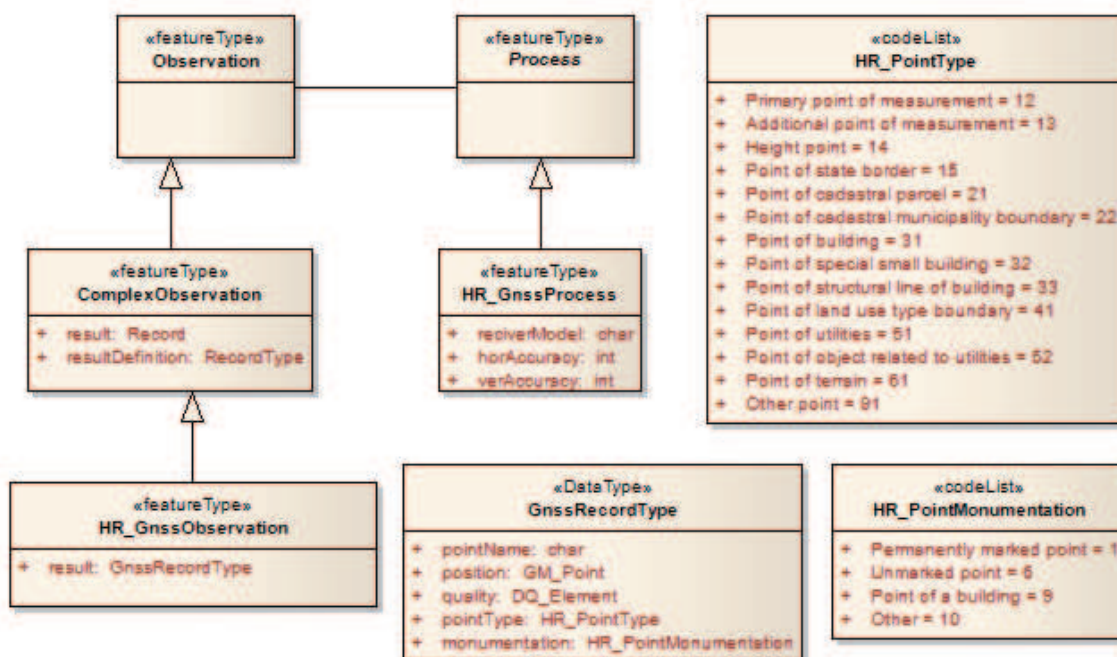 «featureType»
Observation
«featureType»
Process
«codeList»
HR_PointType
+ Primary point of measurement = 12
+ Additional point of measurement = 13
+ Height point = 14
+ Point of state border = 15
+ Point of cadastral parcel = 21
+ Point of cadastral municipality boundary = 22
+ Point of building = 31
+ Point of special small building = 32
+ Point of structural line of building = 33
+ Point of land use type boundary = 41
+ Point of utilities = 51
+ Point of object related to utilities = 52
+ Point of terrain = 61
+ Other point = 91
«featureType»
ComplexObservation
+ result: Record
+ resultDefinition: RecordType
«featureType»
HR_GnssProcess
+ reciverModel: char
+ horAccuracy: int
+ verAccuracy: int
«featureType»
HR_GnssObservation
+ result: GnssRecordType
«DataType»
GnssRecordType
+ pointName: char
+ position: GM_Point
+ quality: DQ_Element
+ pointType: HR_PointType
+ monumentation: HR_PointMonumentation
«codeList»
HR_PointMonumentation
+ Permanently marked point = 1
+ Unmarked point = 6
+ Point of a building = 9
+ Other = 10